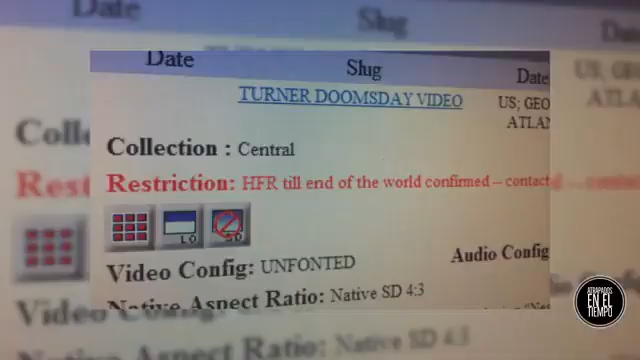 Date Slug Date
TURNER DOOMSDAY VIDEO US; GEO
ATLAN
Collection : Central
Restriction: HFR till end of the world confirmed – contact
LO SD
Video Config: UNFONTED Audio Config
Native Aspect Ratio: Native SD 4:3
ATRAPADOS
EN EL
TIEMPO